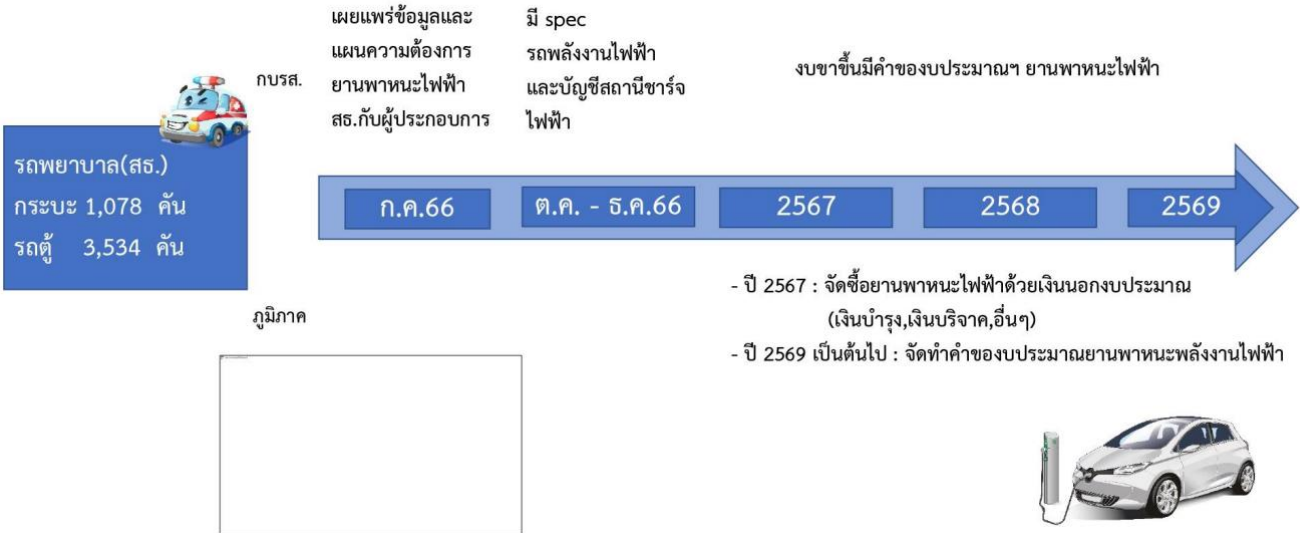 เผยแพร่ข้อมูลและ
แผนความต้องการ
ยานพาหนะไฟฟ้า
สธ.กับผู้ประกอบการ
มี spec
รถพลังงานไฟฟ้า
และบัญชีสถานีชาร์จ
ไฟฟ้า
งบขาขึ้นมีคำของบประมาณฯ ยานพาหนะไฟฟ้า
กบรส.
รถพยาบาล(สธ.)
กระบะ 1,078 คัน
รถตู้ 3,534 คัน
ก.ค.66
ต.ค. - ธ.ค.66
2567
2568
2569
- ปี 2567 : จัดซื้อยานพาหนะไฟฟ้าด้วยเงินนอกงบประมาณ
(เงินบำรุง,เงินบริจาค,อื่นๆ)
- ปี 2569 เป็นต้นไป : จัดทำคำของบประมาณยานพาหนะพลังงานไฟฟ้า
ภูมิภาค